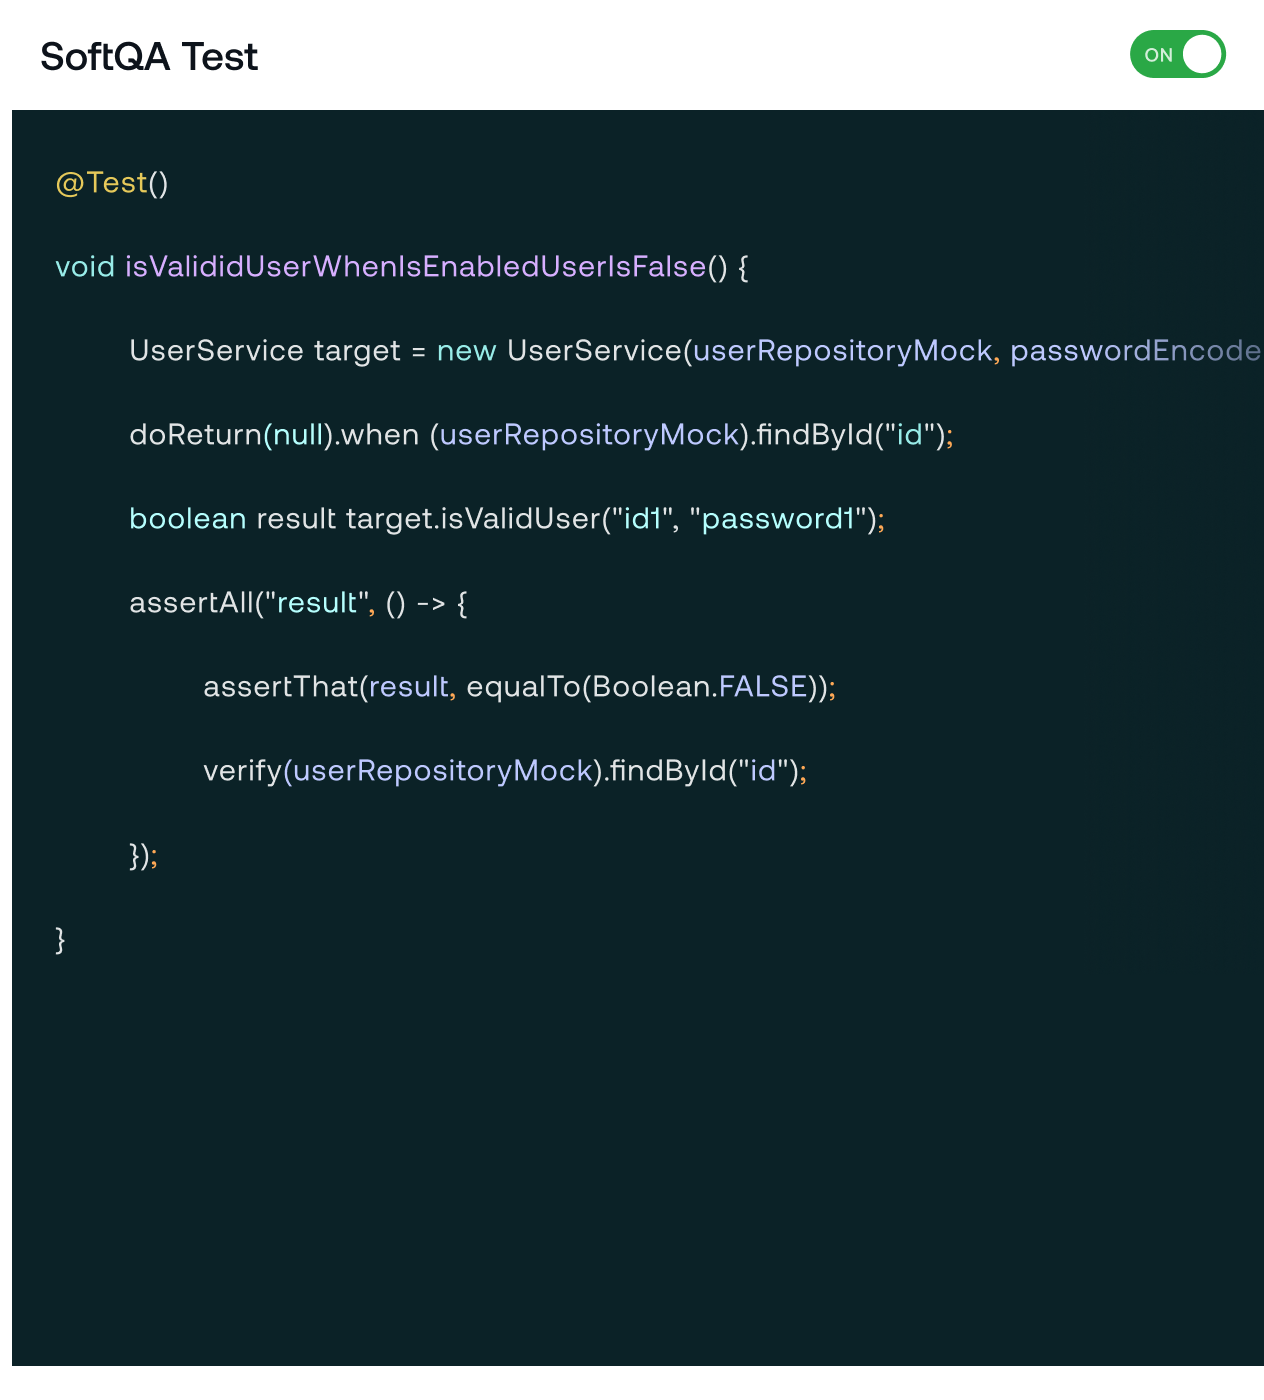 SoftQA Test
ON
@Test()
void isValididUserWhenIsEnabledUserIsFalse() {
UserService target = new UserService(userRepositoryMock, passwordEncode
doReturn(null).when (userRepositoryMock).findById("id");
boolean result target.isValidUser("id1", "password1");
assertAll("result", () -> {
assertThat(result, equalTo(Boolean.FALSE));
verify(userRepositoryMock).findById("id");
});
}